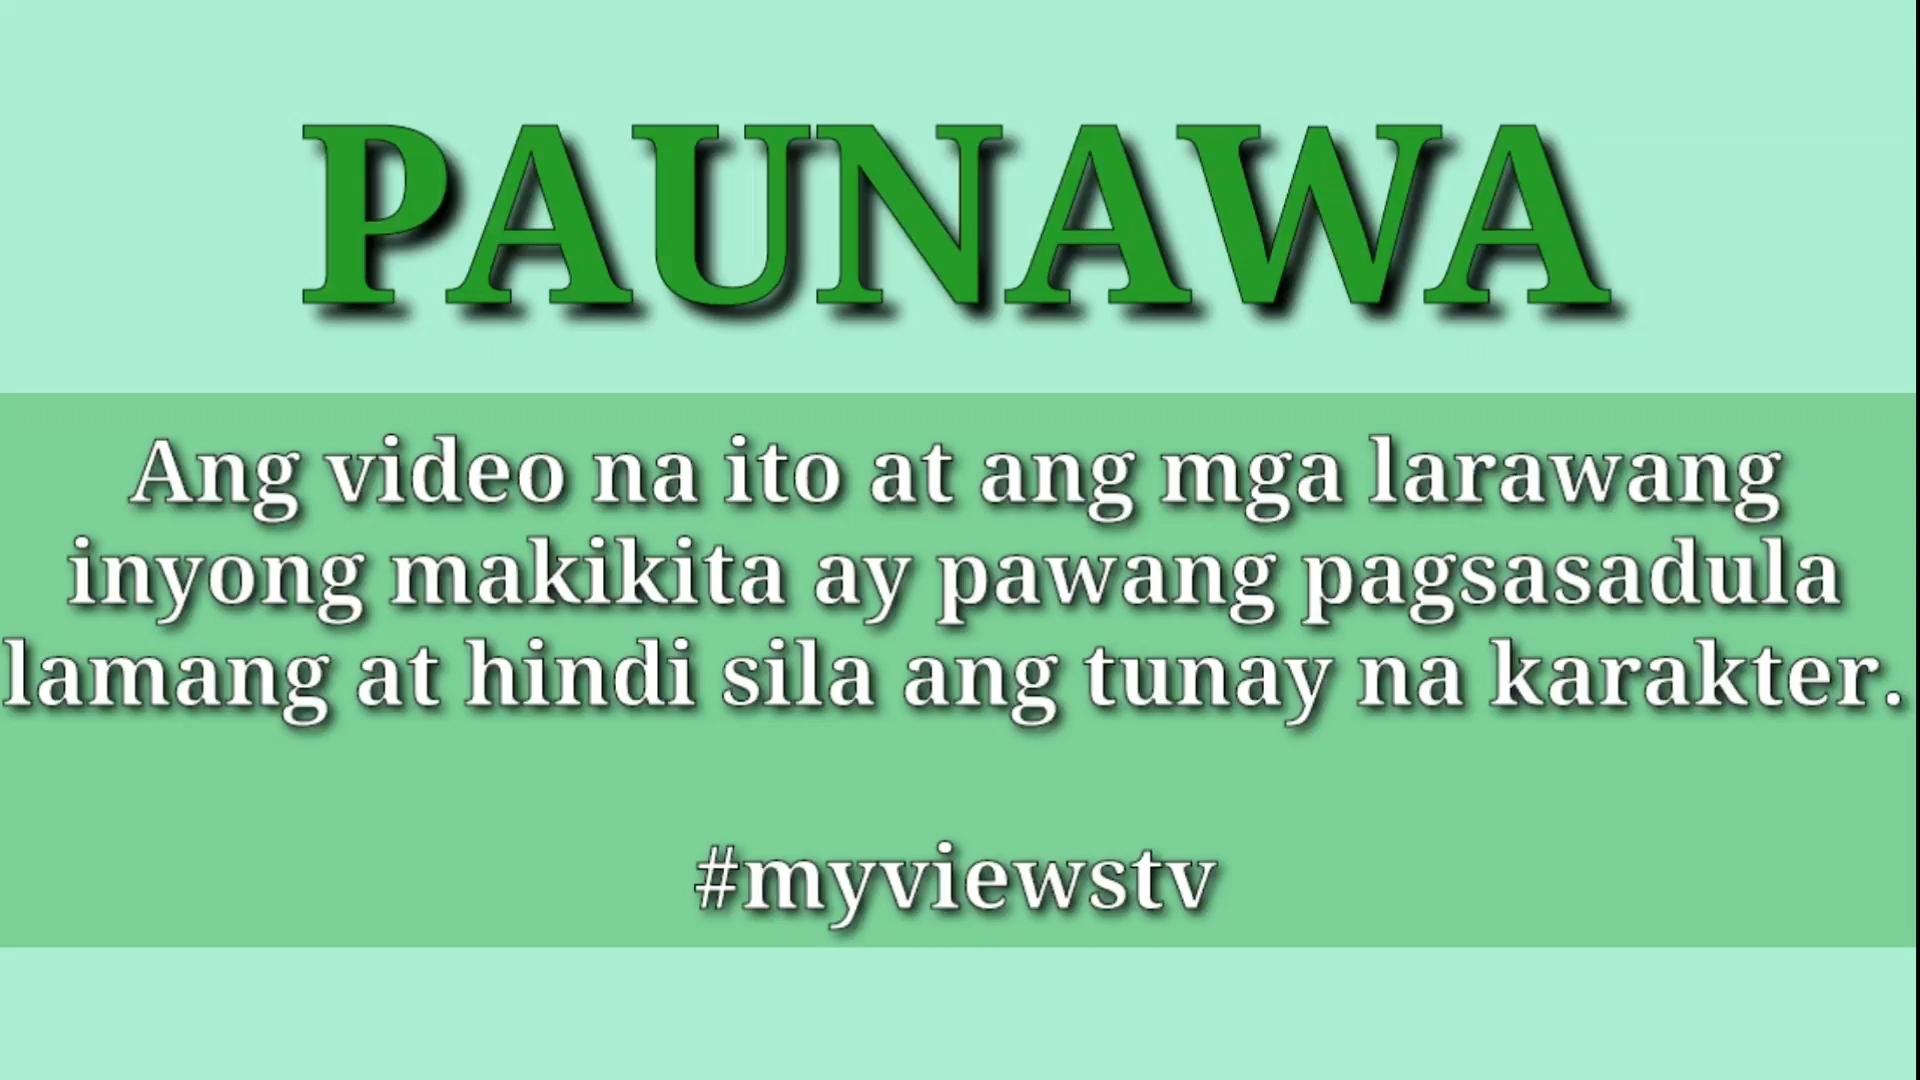 PAUNAWA
Ang video na ito at ang mga larawang
inyong makikita ay pawang pagsasadula
lamang at hindi sila ang tunay na karakter.
#myviewstv